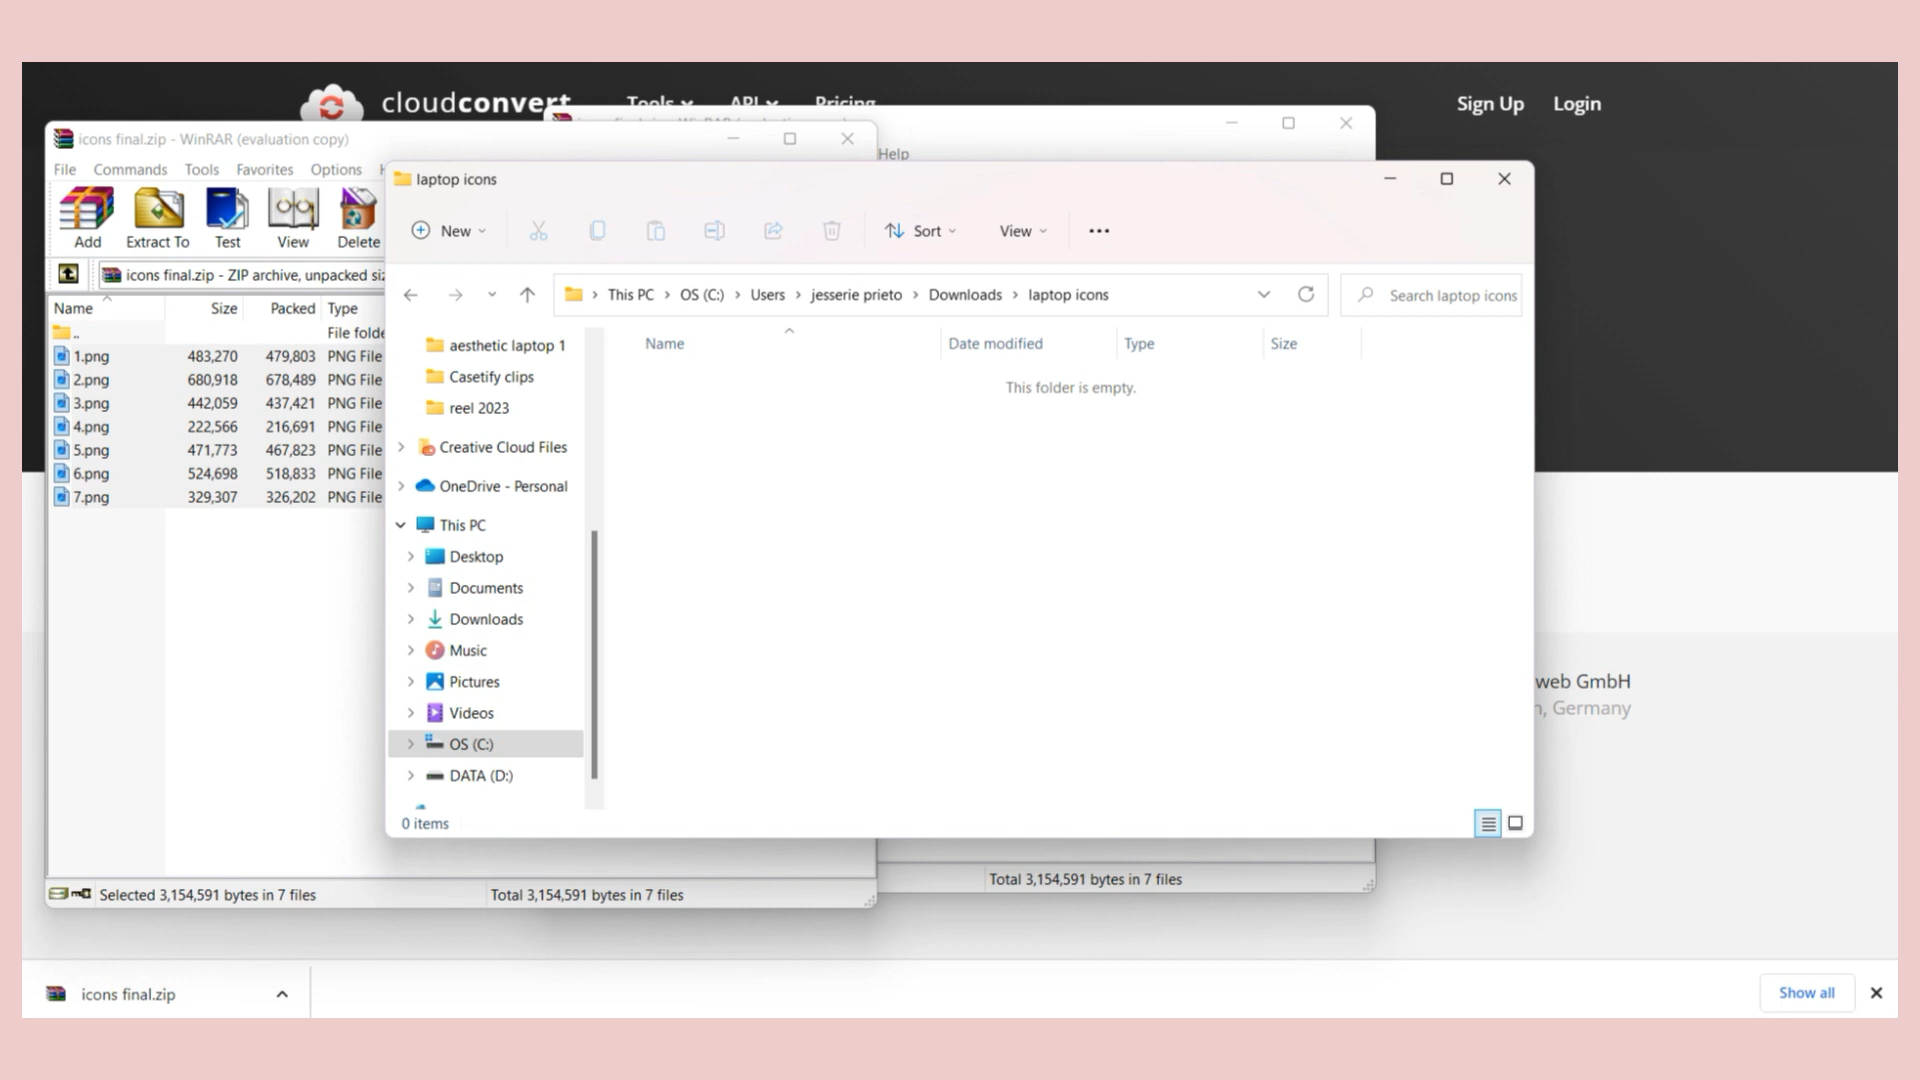 cloudconvert
Tools
API
Pricing
Sign Up
Login
icons final.zip - WinRAR (evaluation copy)
Help
File Commands Tools Favorites Options
Add Extract To Test View Delete
icons final.zip - ZIP archive, unpacked siz
Name Size Packed Type
.. File folde
1.png 483,270 479,803 PNG File
2.png 680,918 678,489 PNG File
3.png 442,059 437,421 PNG File
4.png 222,566 216,691 PNG File
5.png 471,773 467,823 PNG File
6.png 524,698 518,833 PNG File
7.png 329,307 326,202 PNG File
Selected 3,154,591 bytes in 7 files
Total 3,154,591 bytes in 7 files
laptop icons
New
Sort
View
This PC > OS (C:) > Users > jesserie prieto > Downloads > laptop icons
Search laptop icons
aesthetic laptop 1
Casetify clips
reel 2023
Creative Cloud Files
OneDrive - Personal
This PC
Desktop
Documents
Downloads
Music
Pictures
Videos
OS (C:)
DATA (D:)
Name Date modified Type Size
This folder is empty.
0 items
Total 3,154,591 bytes in 7 files
web GmbH
, Germany
icons final.zip
Show all